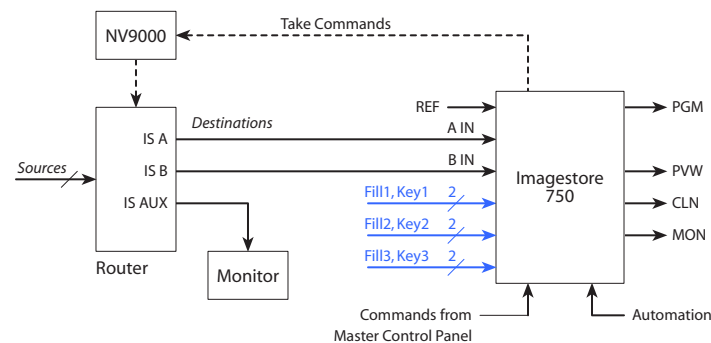 Take Commands
NV9000
REF
PGM
Destinations
IS A
A IN
Sources
IS B
B IN
Imagestore
750
PVW
IS AUX
Fill1, Key1 2
CLN
Fill2, Key2 2
MON
Fill3, Key3 2
Router
Monitor
Commands from
Master Control Panel
Automation